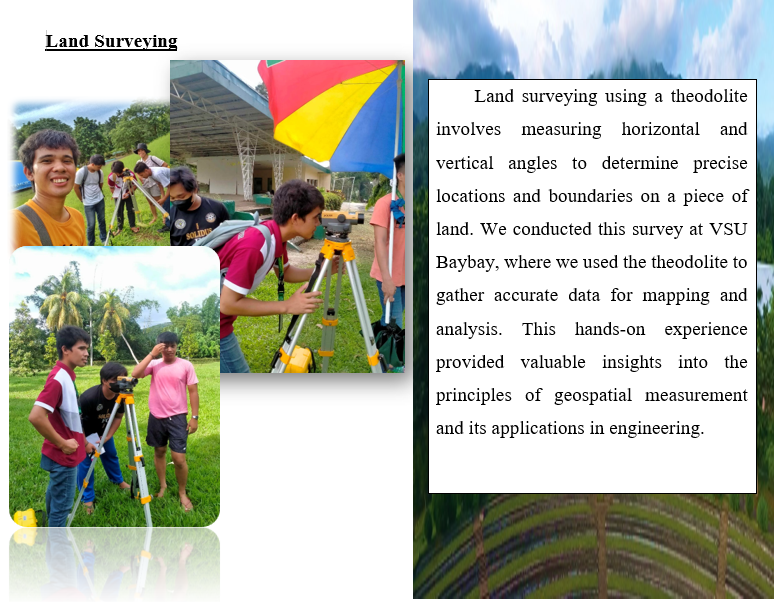 Land Surveying
Land surveying using a theodolite
involves measuring horizontal and
vertical angles to determine precise
locations and boundaries on a piece of
land. We conducted this survey at VSU
Baybay, where we used the theodolite to
gather accurate data for mapping and
analysis. This hands-on experience
provided valuable insights into the
principles of geospatial measurement
and its applications in engineering.
SOLIDUS